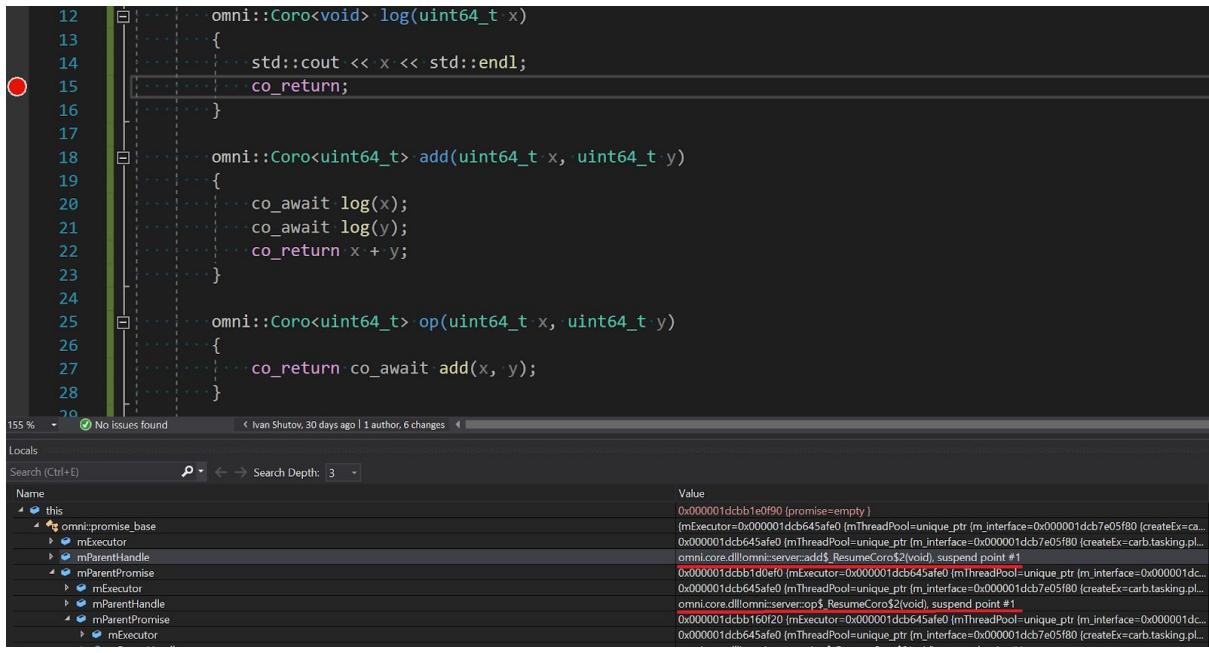 12 omni::Coro<void> log(uint64_t x)
13 {
14 std::cout << x << std::endl;
15 co_return;
16 }
17
18 omni::Coro<uint64_t> add(uint64_t x, uint64_t y)
19 {
20 co_await log(x);
21 co_await log(y);
22 co_return x + y;
23 }
24
25 omni::Coro<uint64_t> op(uint64_t x, uint64_t y)
26 {
27 co_return co_await add(x, y);
28 }
29
155 % No issues found Ivan Shutov, 30 days ago | 1 author, 6 changes
Locals
Search (Ctrl+E) Search Depth: 3
Name Value
this 0x000001dcbb1e0f90 {promise=empty }
omni::promise_base {mExecutor=0x000001dcb645afe0 {mThreadPool=unique_ptr {m_interface=0x000001dcb7e05f80 {createEx=ca...
mExecutor 0x000001dcb645afe0 {mThreadPool=unique_ptr {m_interface=0x000001dcb7e05f80 {createEx=carb.tasking.pl...
mParentHandle omni.core.dll!omni::server::add$_ResumeCoro$2(void), suspend point #1
mParentPromise 0x000001dcbb1d0ef0 {mExecutor=0x000001dcb645afe0 {mThreadPool=unique_ptr {m_interface=0x000001dc...
mExecutor 0x000001dcb645afe0 {mThreadPool=unique_ptr {m_interface=0x000001dcb7e05f80 {createEx=carb.tasking.pl...
mParentHandle omni.core.dll!omni::server::op$_ResumeCoro$2(void), suspend point #1
mParentPromise 0x000001dcbb160f20 {mExecutor=0x000001dcb645afe0 {mThreadPool=unique_ptr {m_interface=0x000001dc...
mExecutor 0x000001dcb645afe0 {mThreadPool=unique_ptr {m_interface=0x000001dcb7e05f80 {createEx=carb.tasking.pl...